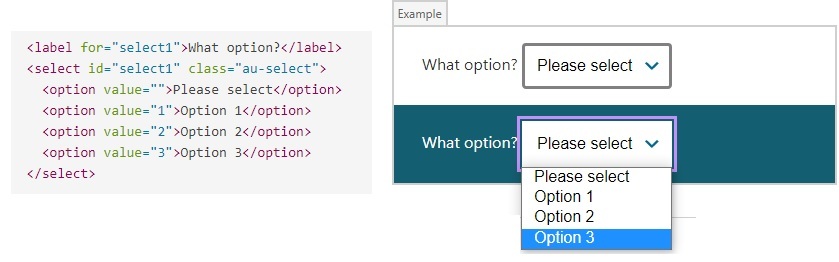 <label for="select1">What option?</label>
<select id="select1" class="au-select">
  <option value="">Please select</option>
  <option value="1">Option 1</option>
  <option value="2">Option 2</option>
  <option value="3">Option 3</option>
</select>
Example
What option? Please select
What option? Please select
Please select
Option 1
Option 2
Option 3